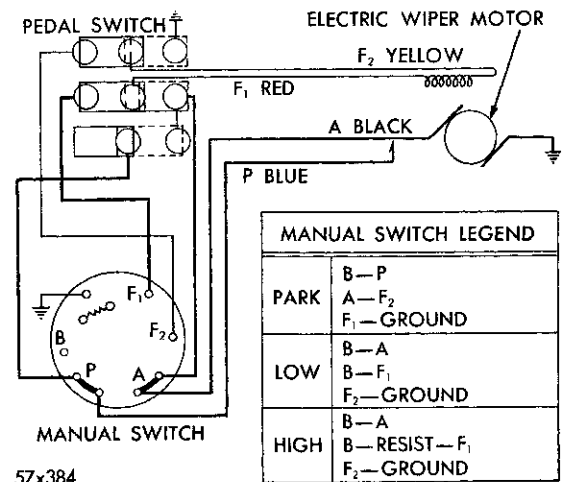 PEDAL SWITCH
ELECTRIC WIPER MOTOR
F₂ YELLOW
F₁ RED
A BLACK
P BLUE
F₁
F₂
B
P
A
MANUAL SWITCH
MANUAL SWITCH LEGEND
PARK
B—P
A—F₂
F₁—GROUND
LOW
B—A
B—F₁
F₂—GROUND
HIGH
B—A
B—RESIST—F₁
F₂—GROUND
57x384